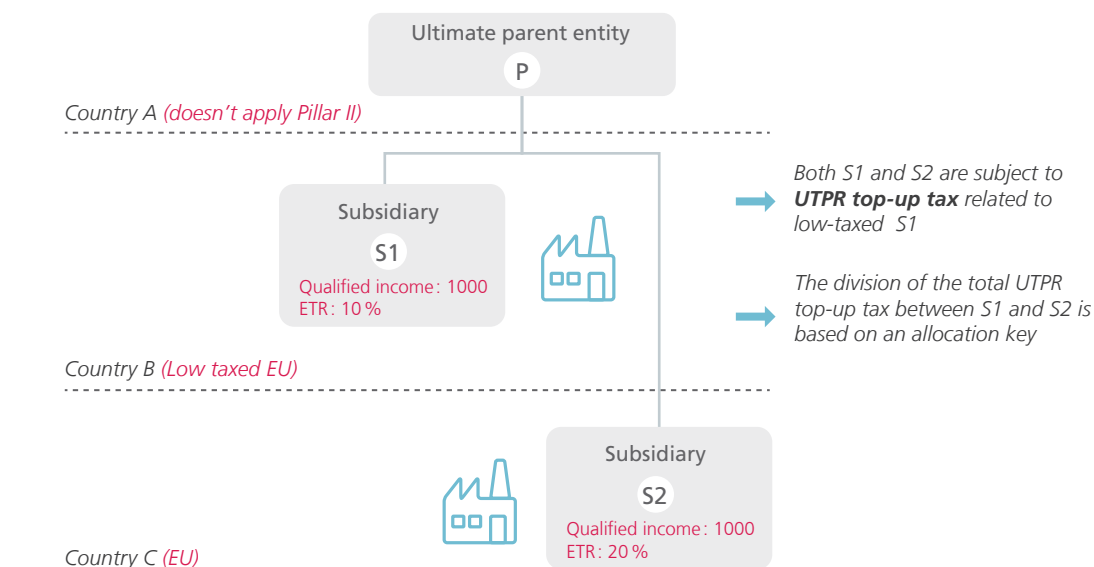 Ultimate parent entity
P
Country A (doesn't apply Pillar II)
Subsidiary
S1
Qualified income: 1000
ETR: 10 %
Both S1 and S2 are subject to
UTPR top-up tax related to
low-taxed S1
The division of the total UTPR
top-up tax between S1 and S2 is
based on an allocation key
Country B (Low taxed EU)
Subsidiary
S2
Qualified income: 1000
ETR: 20 %
Country C (EU)